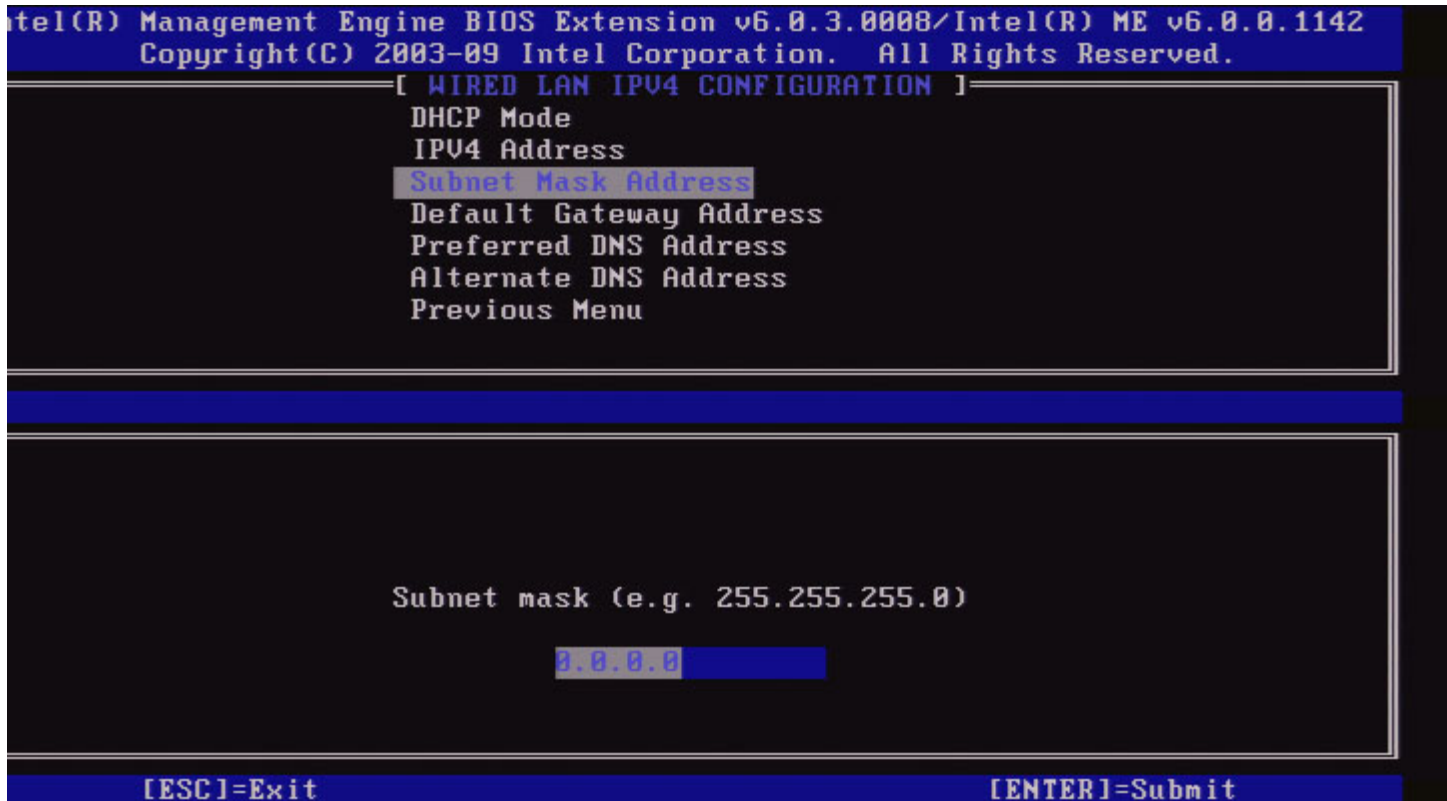 ntel(R) Management Engine BIOS Extension v6.0.3.0008/Intel(R) ME v6.0.0.1142
Copyright(C) 2003-09 Intel Corporation. All Rights Reserved.
[ WIRED LAN IPV4 CONFIGURATION ]
DHCP Mode
IPV4 Address
Subnet Mask Address
Default Gateway Address
Preferred DNS Address
Alternate DNS Address
Previous Menu
Subnet mask (e.g. 255.255.255.0)
0.0.0.0
[ESC]=Exit
[ENTER]=Submit